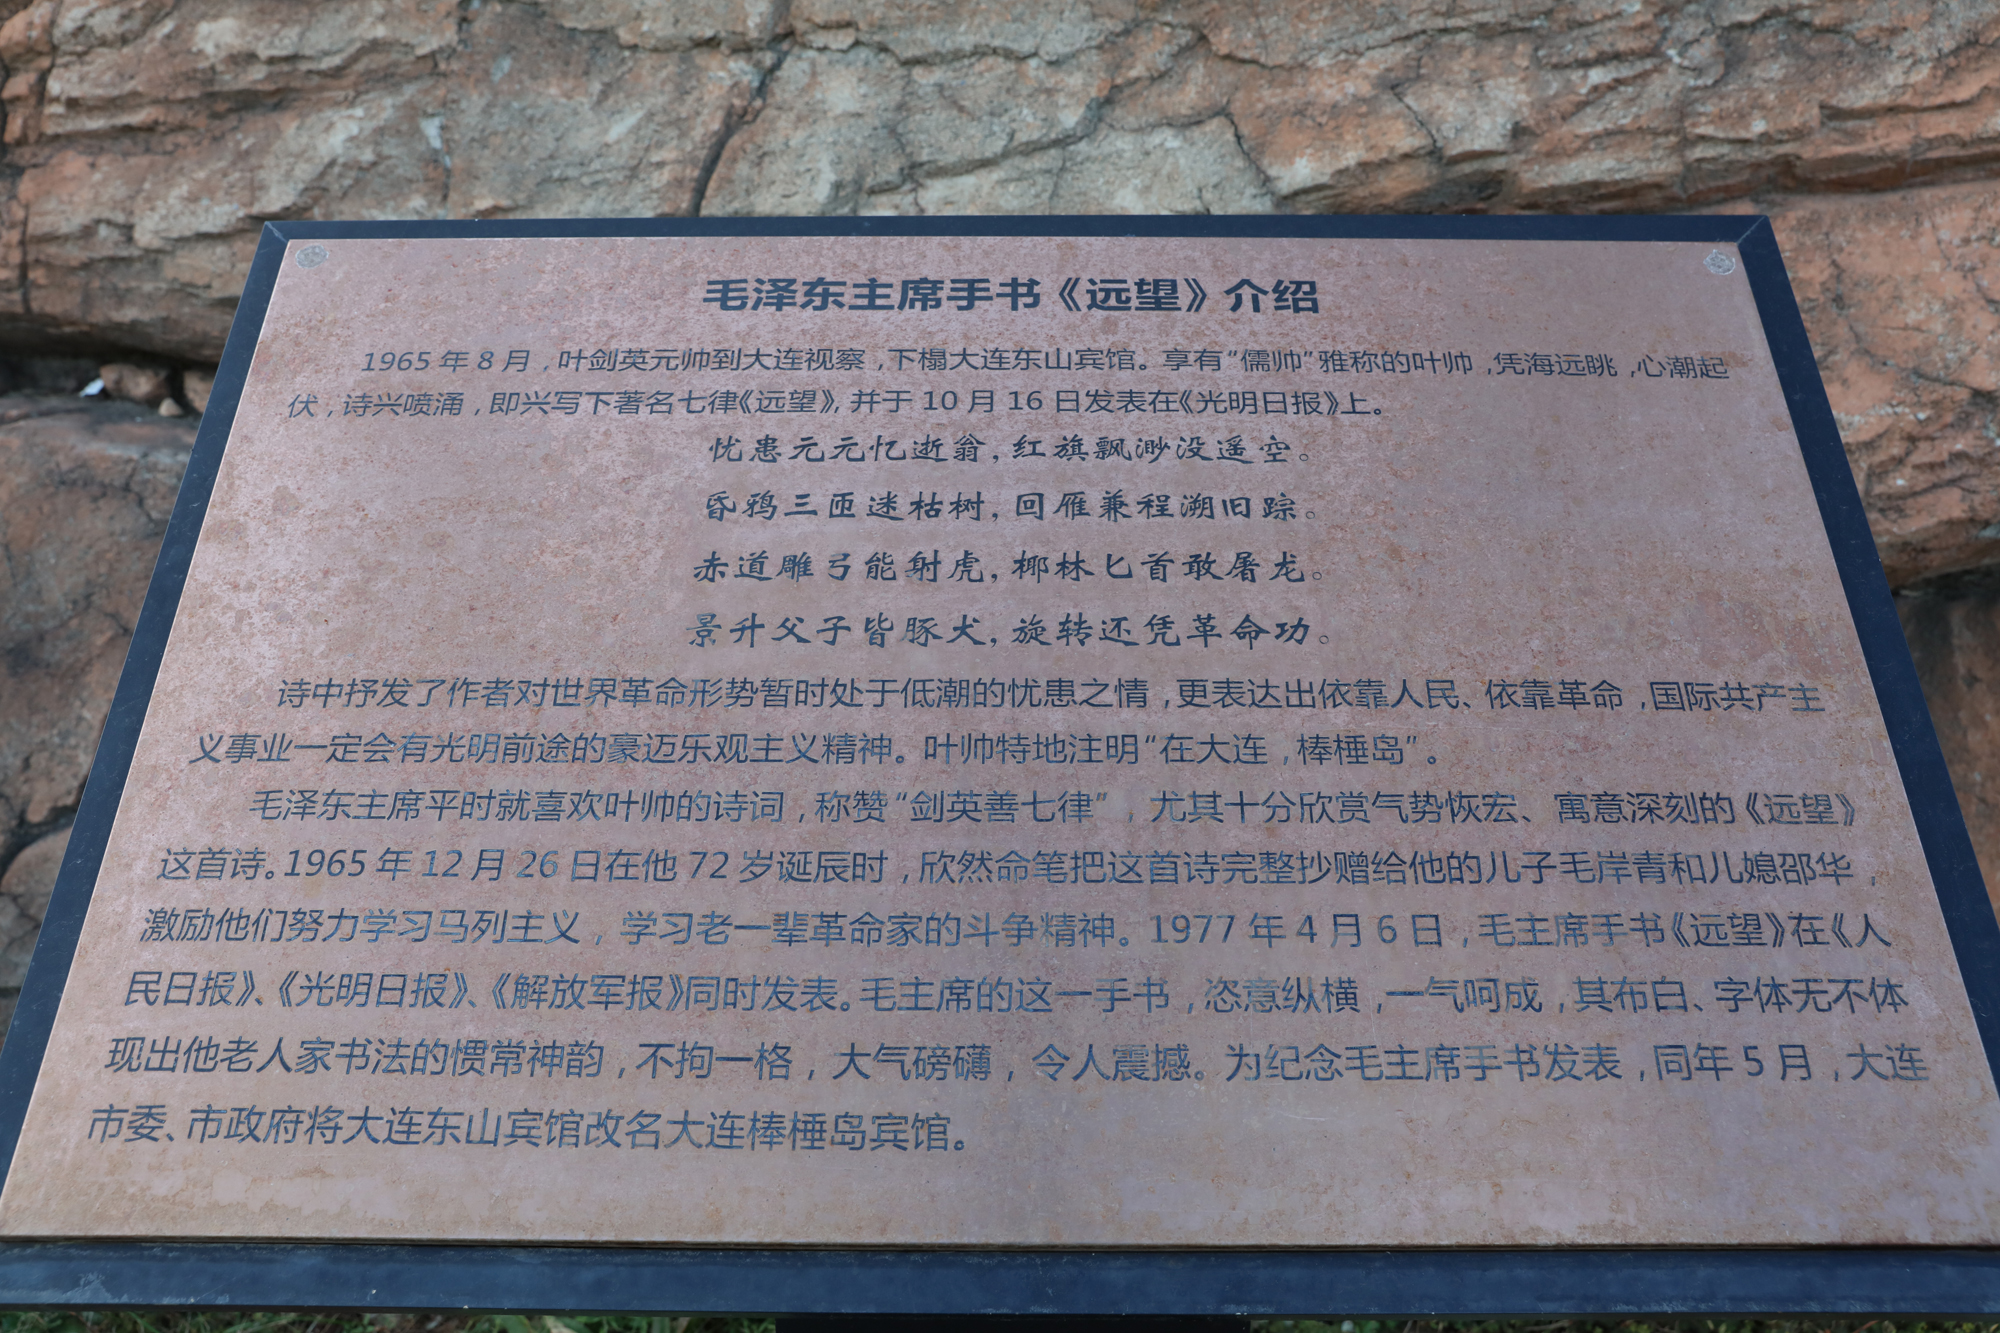 毛泽东主席手书《远望》介绍
1965年8月，叶剑英元帅到大连视察，下榻大连东山宾馆。享有“儒帅”雅称的叶帅，凭海远眺，心潮起
伏，诗兴喷涌，即兴写下著名七律《远望》，并于10月16日发表在《光明日报》上。
忧患元元忆逝翁，红旗飘渺没遥空。
昏鸦三匝迷枯树，回雁兼程溯旧踪。
赤道雕弓能射虎，椰林匕首敢屠龙。
景升父子皆豚犬，旋转还凭革命功。
诗中抒发了作者对世界革命形势暂时处于低潮的忧患之情，更表达出依靠人民、依靠革命，国际共产主
义事业一定会有光明前途的豪迈乐观主义精神。叶帅特地注明“在大连，棒棰岛”。
毛泽东主席平时就喜欢叶帅的诗词，称赞“剑英善七律”，尤其十分欣赏气势恢宏、寓意深刻的《远望》
这首诗。1965年12月26日在他72岁诞辰时，欣然命笔把这首诗完整抄赠给他的儿子毛岸青和儿媳邵华，
激励他们努力学习马列主义，学习老一辈革命家的斗争精神。1977年4月6日，毛主席手书《远望》在《人
民日报》、《光明日报》、《解放军报》同时发表。毛主席的这一手书，恣意纵横，一气呵成，其布白、字体无不体
现出他老人家书法的惯常神韵，不拘一格，大气磅礴，令人震撼。为纪念毛主席手书发表，同年5月，大连
市委、市政府将大连东山宾馆改名大连棒棰岛宾馆。